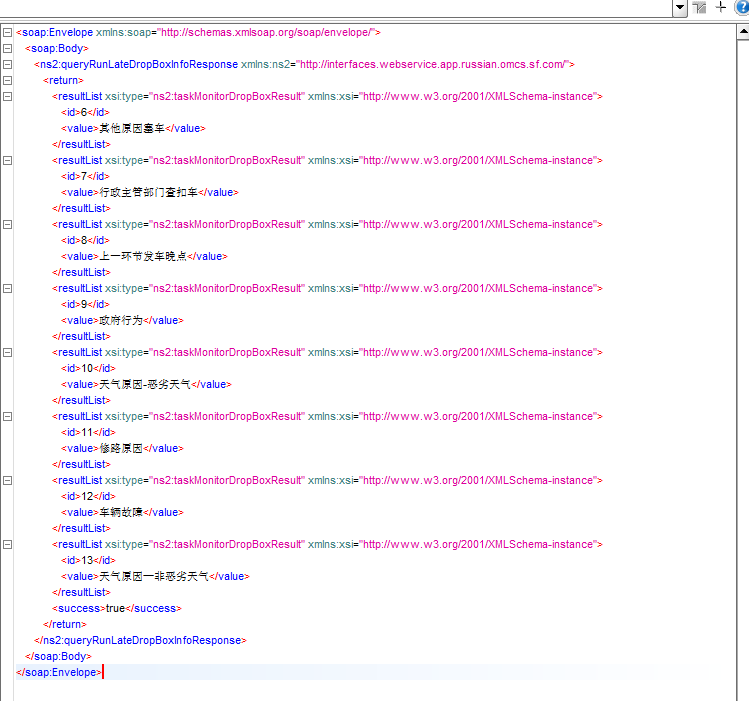 <soap:Envelope xmlns:soap="http://schemas.xmlsoap.org/soap/envelope/">
<soap:Body>
<ns2:queryRunLateDropBoxInfoResponse xmlns:ns2="http://interfaces.webservice.app.russian.omcs.sf.com/">
<return>
<resultList xsi:type="ns2:taskMonitorDropBoxResult" xmlns:xsi="http://www.w3.org/2001/XMLSchema-instance">
<id>6</id>
<value>其他原因塞车</value>
</resultList>
<resultList xsi:type="ns2:taskMonitorDropBoxResult" xmlns:xsi="http://www.w3.org/2001/XMLSchema-instance">
<id>7</id>
<value>行政主管部门查扣车</value>
</resultList>
<resultList xsi:type="ns2:taskMonitorDropBoxResult" xmlns:xsi="http://www.w3.org/2001/XMLSchema-instance">
<id>8</id>
<value>上一环节发车晚点</value>
</resultList>
<resultList xsi:type="ns2:taskMonitorDropBoxResult" xmlns:xsi="http://www.w3.org/2001/XMLSchema-instance">
<id>9</id>
<value>政府行为</value>
</resultList>
<resultList xsi:type="ns2:taskMonitorDropBoxResult" xmlns:xsi="http://www.w3.org/2001/XMLSchema-instance">
<id>10</id>
<value>天气原因-恶劣天气</value>
</resultList>
<resultList xsi:type="ns2:taskMonitorDropBoxResult" xmlns:xsi="http://www.w3.org/2001/XMLSchema-instance">
<id>11</id>
<value>修路原因</value>
</resultList>
<resultList xsi:type="ns2:taskMonitorDropBoxResult" xmlns:xsi="http://www.w3.org/2001/XMLSchema-instance">
<id>12</id>
<value>车辆故障</value>
</resultList>
<resultList xsi:type="ns2:taskMonitorDropBoxResult" xmlns:xsi="http://www.w3.org/2001/XMLSchema-instance">
<id>13</id>
<value>天气原因一非恶劣天气</value>
</resultList>
<success>true</success>
</return>
</ns2:queryRunLateDropBoxInfoResponse>
</soap:Body>
</soap:Envelope>